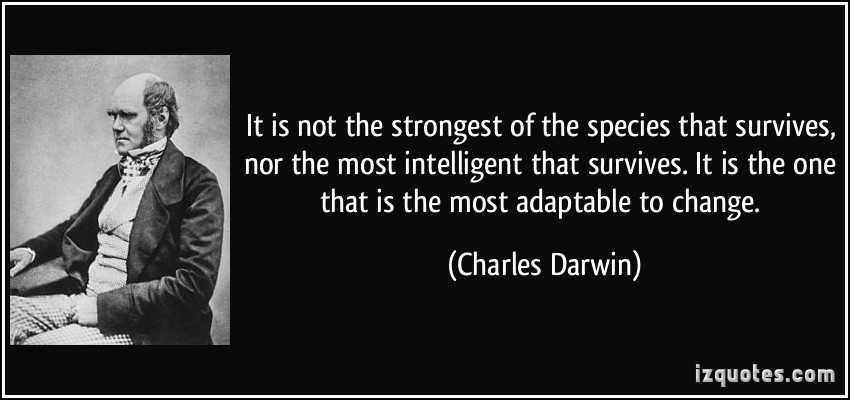 It is not the strongest of the species that survives,
nor the most intelligent that survives. It is the one
that is the most adaptable to change.
(Charles Darwin)
izquotes.com